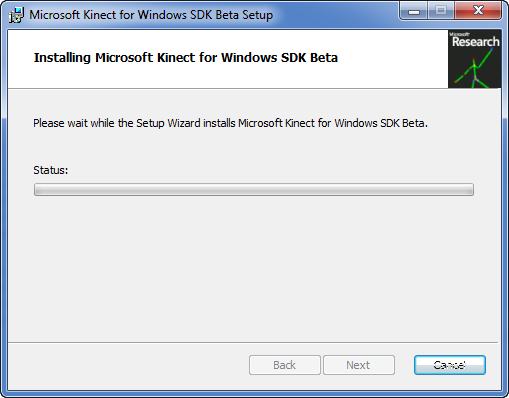 Microsoft Kinect for Windows SDK Beta Setup
Installing Microsoft Kinect for Windows SDK Beta
Microsoft
Research
Please wait while the Setup Wizard installs Microsoft Kinect for Windows SDK Beta.
Status:
Back
Next
Cancel